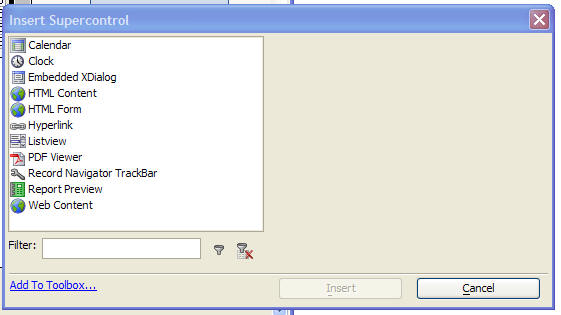 Insert Supercontrol
Calendar
Clock
Embedded XDialog
HTML Content
HTML Form
Hyperlink
Listview
PDF Viewer
Record Navigator TrackBar
Report Preview
Web Content
Filter:
Add To Toolbox... Insert Cancel